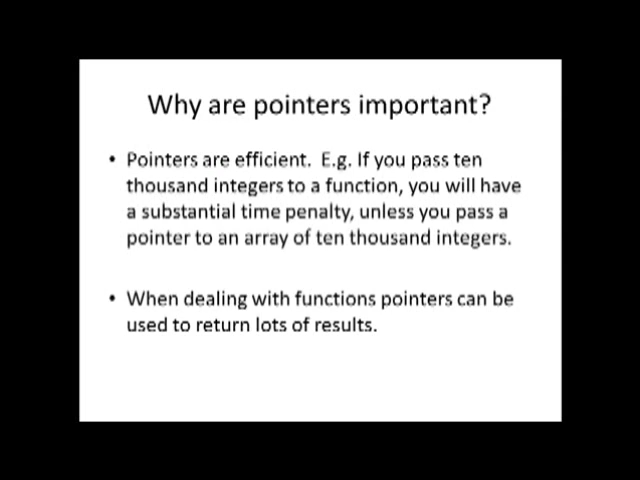 Why are pointers important?
• Pointers are efficient.  E.g. If you pass ten
thousand integers to a function, you will have
a substantial time penalty, unless you pass a
pointer to an array of ten thousand integers.
• When dealing with functions pointers can be
used to return lots of results.